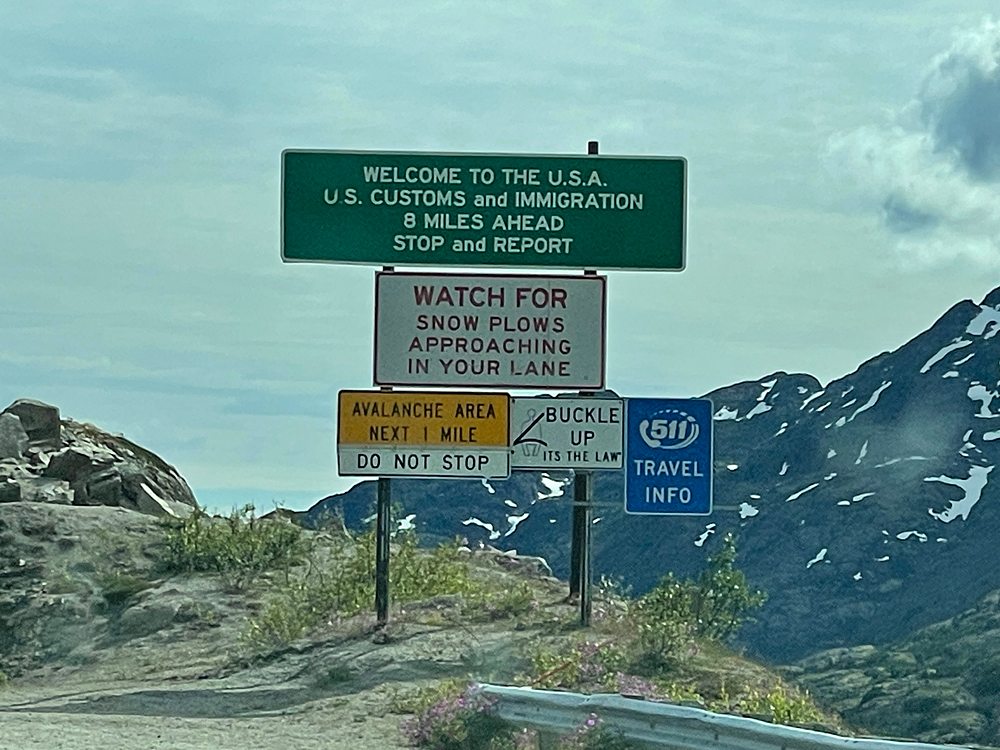 WELCOME TO THE U.S.A.
U.S. CUSTOMS and IMMIGRATION
8 MILES AHEAD
STOP and REPORT
WATCH FOR
SNOW PLOWS
APPROACHING
IN YOUR LANE
AVALANCHE AREA
NEXT 1 MILE
DO NOT STOP
BUCKLE
UP
ITS THE LAW
511
TRAVEL
INFO